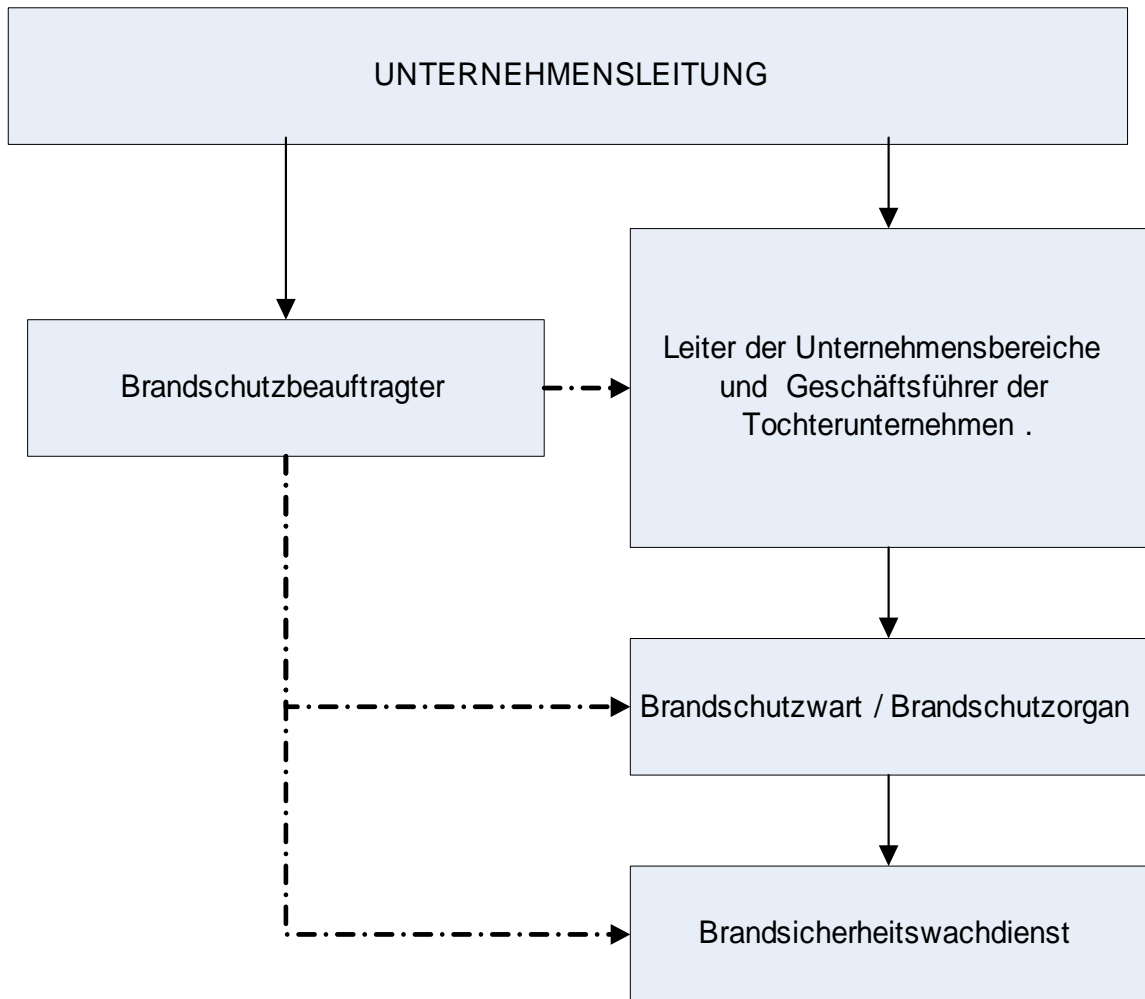 UNTERNEHMENSLEITUNG
Brandschutzbeauftragter
Leiter der Unternehmensbereiche
und Geschäftsführer der
Tochterunternehmen .
Brandschutzwart / Brandschutzorgan
Brandsicherheitswachdienst